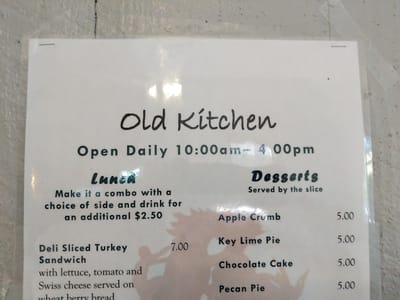 Old Kitchen
Open Daily 10:00am- 4:00pm
Lunch
Make it a combo with a
choice of side and drink for
an additional $2.50
Deli Sliced Turkey 7.00
Sandwich
with lettuce, tomato and
Swiss cheese served on
wheat berry bread
Desserts
Served by the slice
Apple Crumb 5.00
Key Lime Pie 5.00
Chocolate Cake 5.00
Pecan Pie 5.00